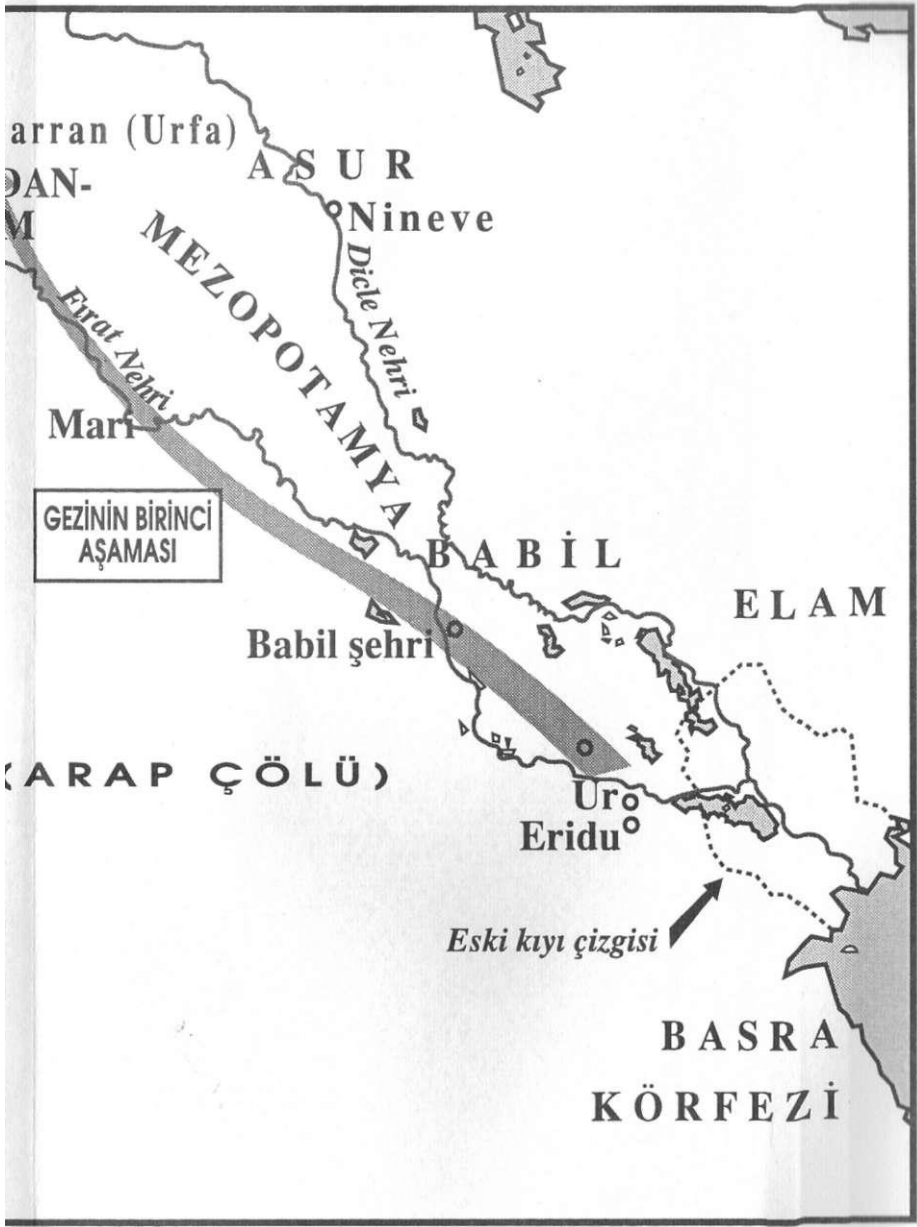 arran (Urfa)
DAN-
M
ASUR
Nineve
MEZOPOTAMYA
Dicle Nehri
Fırat Nehri
Mari
GEZİNİN BİRİNCİ
AŞAMASI
BABİL
ELAM
Babil şehri
(ARAP ÇÖLÜ)
Ur
Eridu
Eski kıyı çizgisi
BASRA
KÖRFEZİ